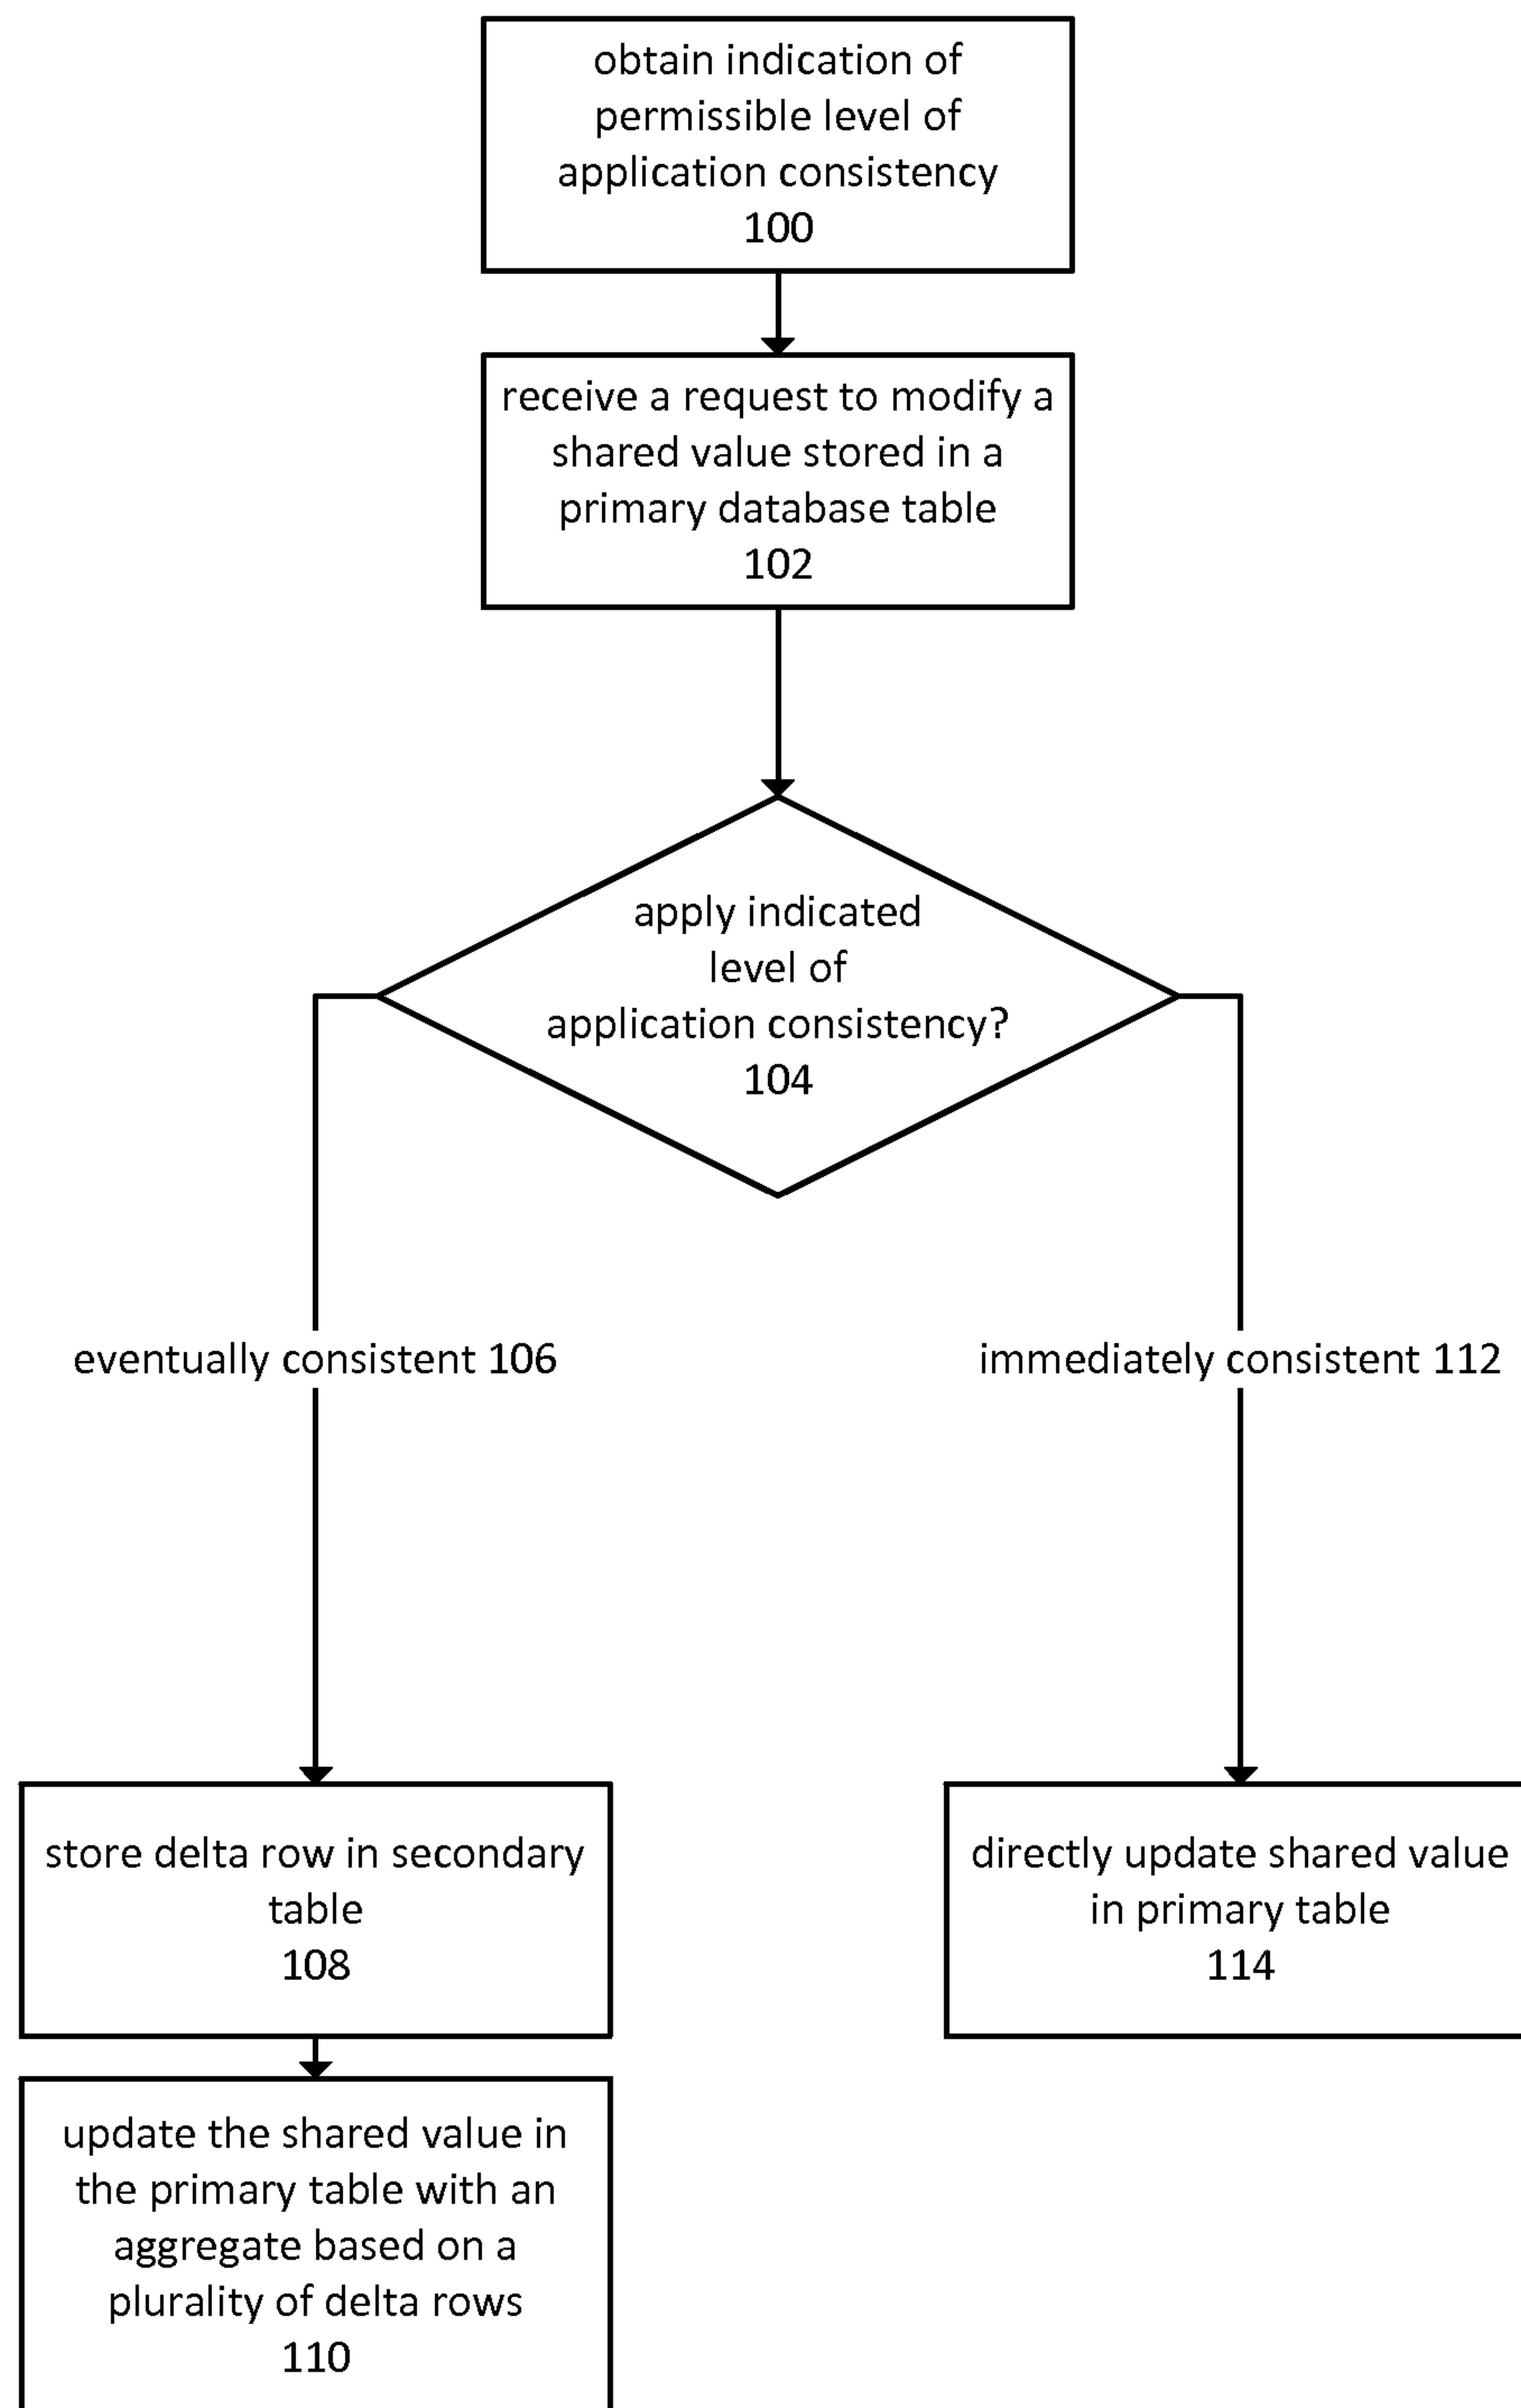 obtain indication of
permissible level of
application consistency
100
receive a request to modify a
shared value stored in a
primary database table
102
apply indicated
level of
application consistency?
104
eventually consistent 106
immediately consistent 112
store delta row in secondary
table
108
directly update shared value
in primary table
114
update the shared value in
the primary table with an
aggregate based on a
plurality of delta rows
110